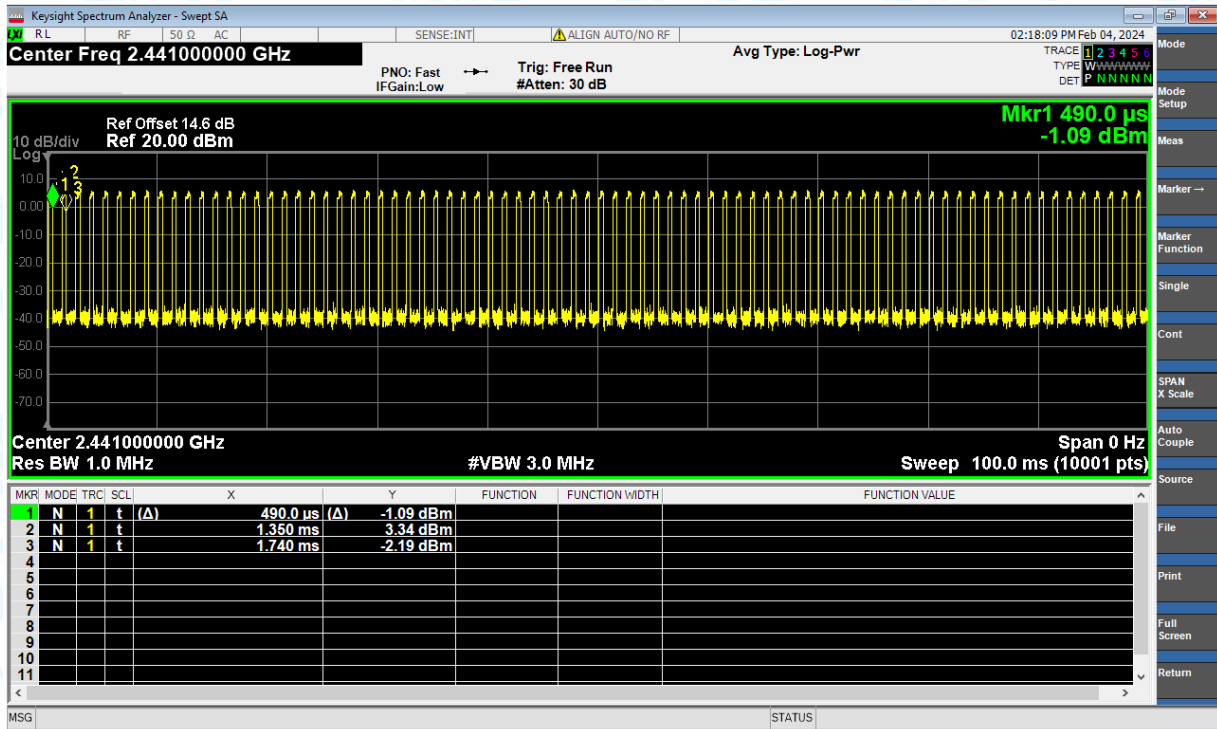 Keysight Spectrum Analyzer - Swept SA
LXI RL RF 50 Ω AC SENSE:INT ALIGN AUTO/NO RF 02:18:09 PM Feb 04, 2024
Center Freq 2.441000000 GHz Avg Type: Log-Pwr TRACE 1 2 3 4 5 6
PNO: Fast Trig: Free Run TYPE WWWWWW
IFGain:Low #Atten: 30 dB DET P N N N N N
Mkr1 490.0 µs
Ref Offset 14.6 dB
10 dB/div Ref 20.00 dBm -1.09 dBm
Log
10.0
0.00
-10.0
-20.0
-30.0
-40.0
-50.0
-60.0
-70.0
1
2
3
Center 2.441000000 GHz Span 0 Hz
Res BW 1.0 MHz #VBW 3.0 MHz Sweep 100.0 ms (10001 pts)
MKR MODE TRC SCL X Y FUNCTION FUNCTION WIDTH FUNCTION VALUE
1 N 1 t (Δ) 490.0 µs (Δ) -1.09 dBm
2 N 1 t 1.350 ms 3.34 dBm
3 N 1 t 1.740 ms -2.19 dBm
4
5
6
7
8
9
10
11
MSG STATUS
Mode
Mode
Setup
Meas
Marker →
Marker
Function
Single
Cont
SPAN
X Scale
Auto
Couple
Source
File
Print
Full
Screen
Return